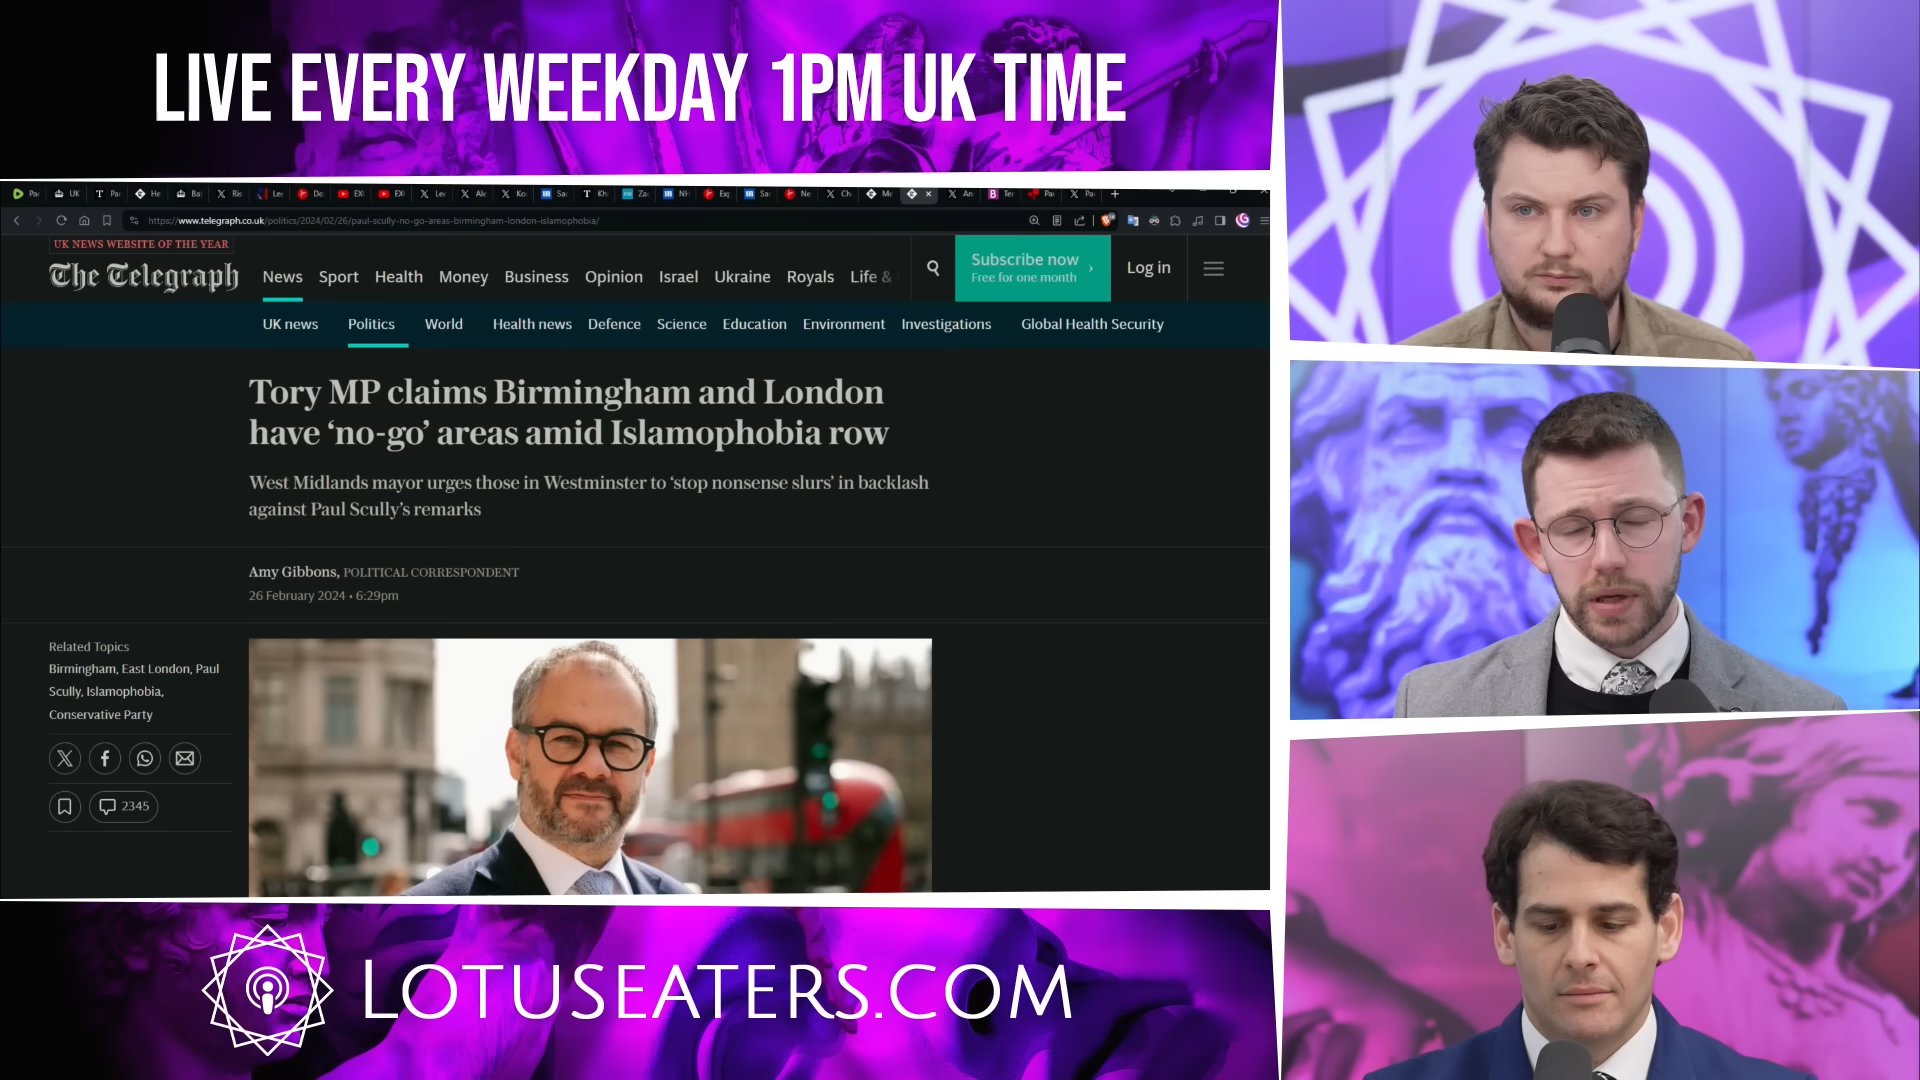 LIVE EVERY WEEKDAY 1PM UK TIME
https://www.telegraph.co.uk/politics/2024/02/26/paul-scully-no-go-areas-birmingham-london-islamophobia/
UK NEWS WEBSITE OF THE YEAR
The Telegraph
News Sport Health Money Business Opinion Israel Ukraine Royals Life &
Subscribe now
Free for one month
Log in
UK news Politics World Health news Defence Science Education Environment Investigations Global Health Security
Tory MP claims Birmingham and London
have ‘no-go’ areas amid Islamophobia row
West Midlands mayor urges those in Westminster to ‘stop nonsense slurs’ in backlash
against Paul Scully’s remarks
Amy Gibbons, POLITICAL CORRESPONDENT
26 February 2024 • 6:29pm
Related Topics
Birmingham, East London, Paul
Scully, Islamophobia,
Conservative Party
2345
LOTUSEATERS.COM